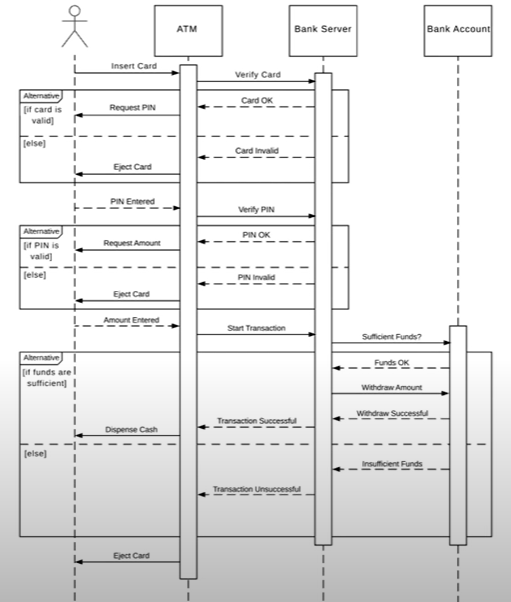 ATM
Bank Server
Bank Account
Insert Card
Verify Card
Alternative
[if card is
valid]
Card OK
Request PIN
[else]
Card Invalid
Eject Card
PIN Entered
Verify PIN
Alternative
[if PIN is
valid]
PIN OK
Request Amount
[else]
PIN Invalid
Eject Card
Amount Entered
Start Transaction
Sufficient Funds?
Alternative
[if funds are
sufficient]
Funds OK
Withdraw Amount
Withdraw Successful
Transaction Successful
Dispense Cash
[else]
Insufficient Funds
Transaction Unsuccessful
Eject Card